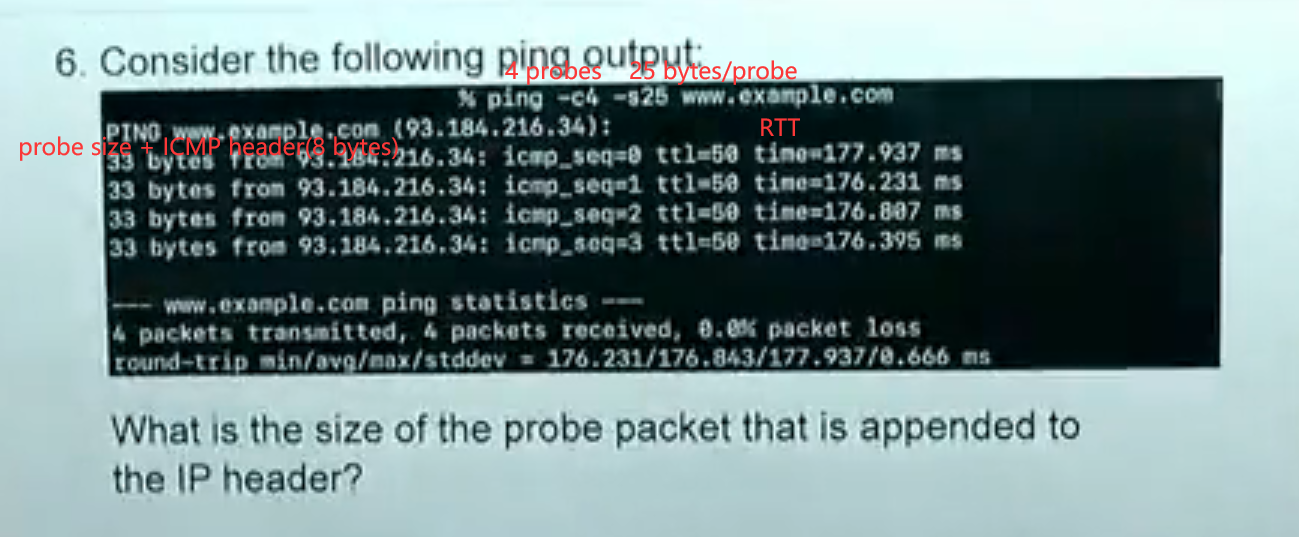 6. Consider the following ping output:
4 probes 25 bytes/probe
% ping -c4 -s25 www.example.com
PING www.example.com (93.184.216.34):
RTT
probe size + ICMP header(8 bytes)
33 bytes from 93.184.216.34: icmp_seq=0 ttl=50 time=177.937 ms
33 bytes from 93.184.216.34: icmp_seq=1 ttl=50 time=176.231 ms
33 bytes from 93.184.216.34: icmp_seq=2 ttl=50 time=176.807 ms
33 bytes from 93.184.216.34: icmp_seq=3 ttl=50 time=176.395 ms
--- www.example.com ping statistics ---
4 packets transmitted, 4 packets received, 0.0% packet loss
round-trip min/avg/max/stddev = 176.231/176.843/177.937/0.666 ms
What is the size of the probe packet that is appended to
the IP header?